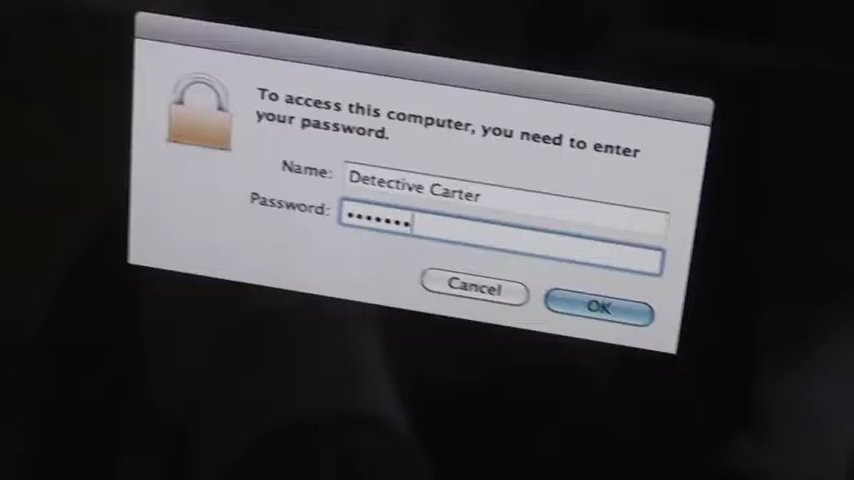 To access this computer, you need to enter
your password.
Name: Detective Carter
Password: •••••••
Cancel OK